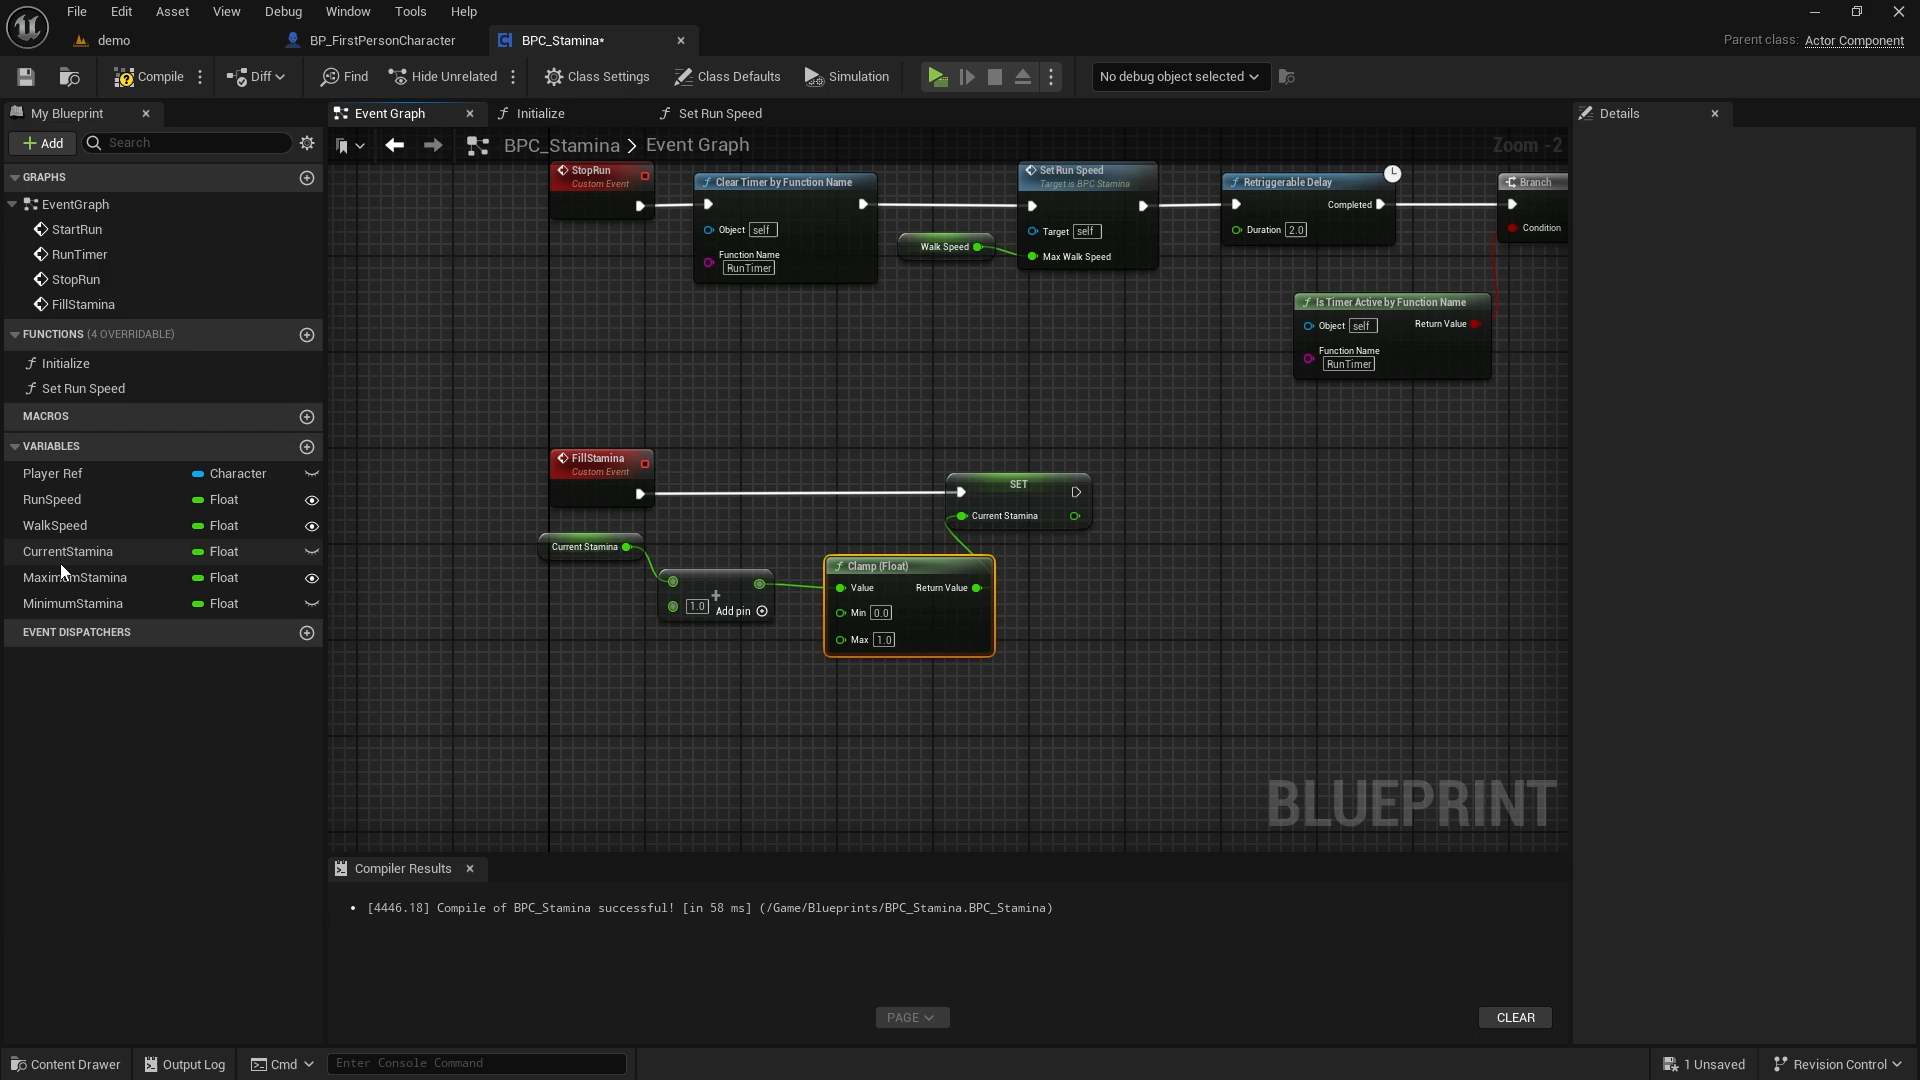 File Edit Asset View Debug Window Tools Help
demo BP_FirstPersonCharacter BPC_Stamina* Parent class: Actor Component
Compile Diff Find Hide Unrelated Class Settings Class Defaults Simulation No debug object selected
My Blueprint Event Graph Initialize Set Run Speed Details
Add Search BPC_Stamina Event Graph Zoom -2
GRAPHS
EventGraph
StartRun
RunTimer
StopRun
FillStamina
FUNCTIONS (4 OVERRIDABLE)
Initialize
Set Run Speed
MACROS
VARIABLES
Player Ref Character
RunSpeed Float
WalkSpeed Float
CurrentStamina Float
MaximumStamina Float
MinimumStamina Float
EVENT DISPATCHERS
StopRun
Custom Event
Clear Timer by Function Name
Object self
Function Name
RunTimer
Walk Speed
Set Run Speed
Target is BPC Stamina
Target self
Max Walk Speed
Retriggerable Delay
Completed
Duration 2.0
Branch
Condition
Is Timer Active by Function Name
Object self Return Value
Function Name
RunTimer
FillStamina
Custom Event
SET
Current Stamina
Current Stamina
+
1.0 Add pin
Clamp (Float)
Value Return Value
Min 0.0
Max 1.0
BLUEPRINT
Compiler Results
• [4446.18] Compile of BPC_Stamina successful! [in 58 ms] (/Game/Blueprints/BPC_Stamina.BPC_Stamina)
PAGE CLEAR
Content Drawer Output Log Cmd Enter Console Command 1 Unsaved Revision Control